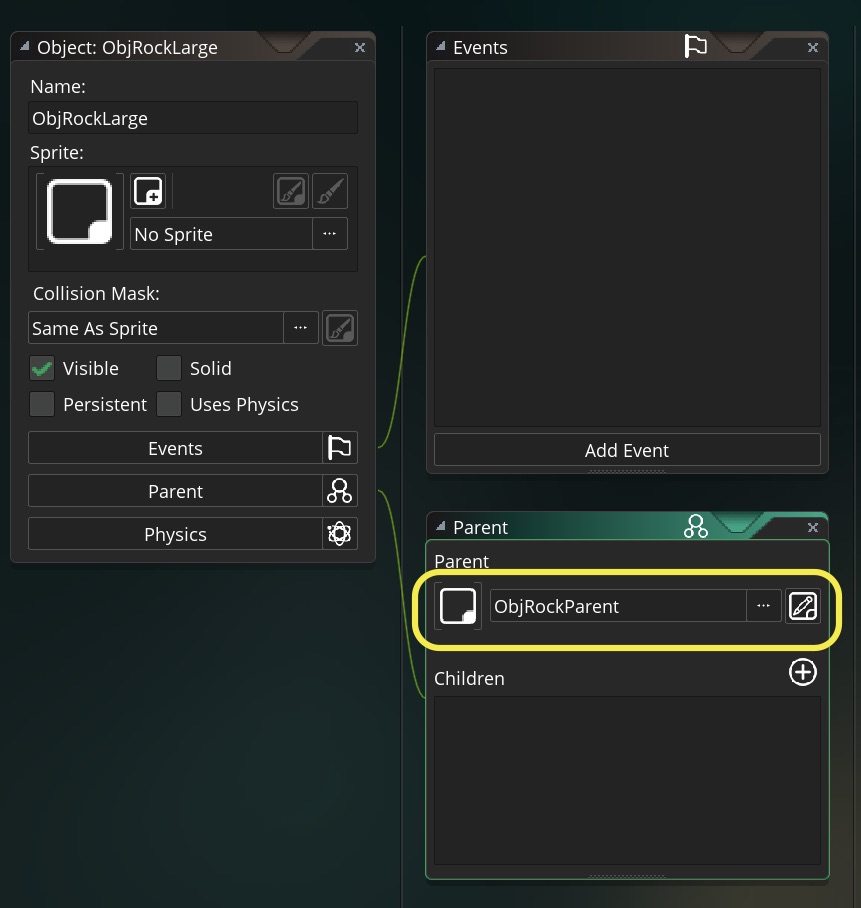 Object: ObjRockLarge
Name:
ObjRockLarge
Sprite:
No Sprite
...
Collision Mask:
Same As Sprite
...
Visible
Solid
Persistent
Uses Physics
Events
Parent
Physics
Events
Add Event
Parent
Parent
ObjRockParent
...
Children